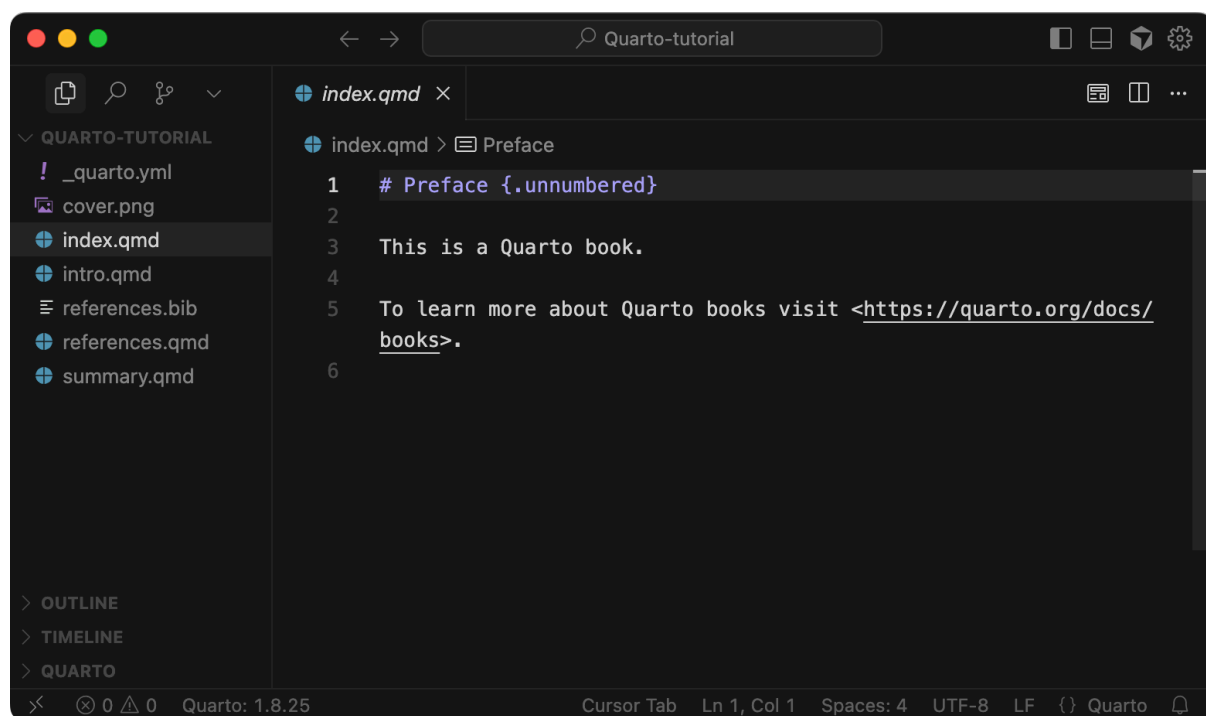 Quarto-tutorial
index.qmd
QUARTO-TUTORIAL
! _quarto.yml
cover.png
index.qmd
intro.qmd
references.bib
references.qmd
summary.qmd
OUTLINE
TIMELINE
QUARTO
index.qmd > Preface
1 # Preface {.unnumbered}
2
3 This is a Quarto book.
4
5 To learn more about Quarto books visit <https://quarto.org/docs/
books>.
6
0 0 Quarto: 1.8.25 Cursor Tab Ln 1, Col 1 Spaces: 4 UTF-8 LF {} Quarto